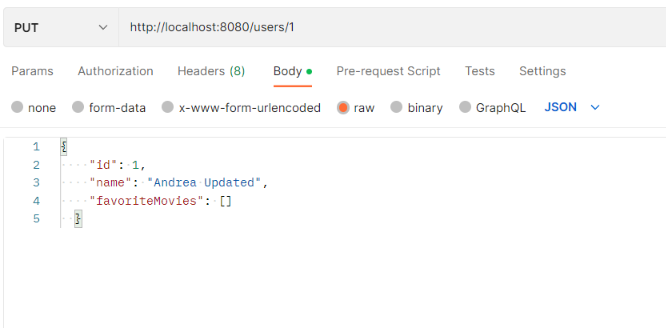 PUT http://localhost:8080/users/1
Params Authorization Headers (8) Body Pre-request Script Tests Settings
none form-data x-www-form-urlencoded raw binary GraphQL JSON
1 {
2 "id": 1,
3 "name": "Andrea Updated",
4 "favoriteMovies": []
5 }